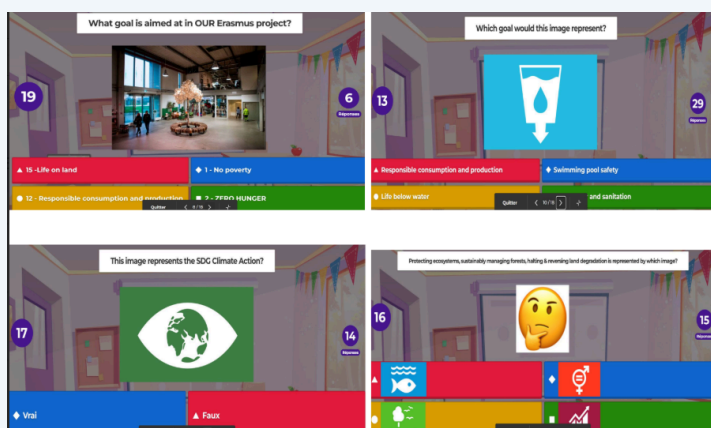 What goal is aimed at in OUR Erasmus project?
19
6
Réponses
15 -Life on land
1 - No poverty
12 - Responsible consumption and production
2 - ZERO HUNGER
Quitter
Which goal would this image represent?
13
29
Réponses
Responsible consumption and production
Swimming pool safety
Life below water
and sanitation
Quitter
10 /
This image represents the SDG Climate Action?
17
14
Réponses
Vrai
Faux
Protecting ecosystems, sustainably managing forests, halting & reversing land degradation is represented by which image?
16
15
Réponses